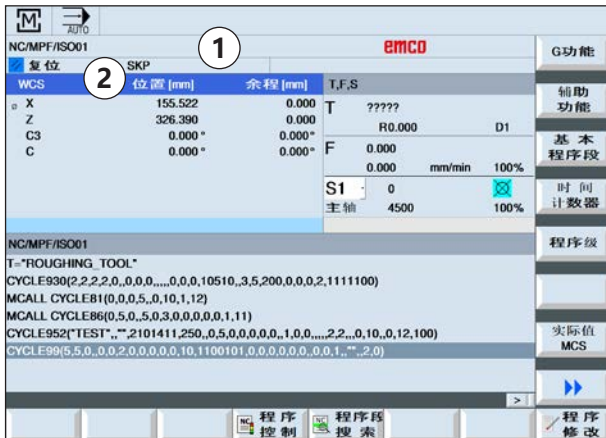 M
AUTO
NC/MPF/ISO01
1
emco
G功能
复位 SKP
WCS 2 位置 [mm] 余程 [mm] T,F,S
X 155.522 0.000
Z 326.390 0.000
C3 0.000 ° 0.000°
C 0.000 ° 0.000°
T ?????
R0.000 D1
F 0.000
0.000 mm/min 100%
S1 0
主轴 4500 100%
辅助
功能
基 本
程序段
时 间
计数器
NC/MPF/ISO01
程序级
T="ROUGHING_TOOL"
CYCLE930(2,2,2,2,0,,0,0,0,,,,,0,0,0,10510,,3,5,200,0,0,0,2,1111100)
MCALL CYCLE81(0,0,0,5,,0,10,1,12)
MCALL CYCLE86(0,5,0,,5,0,3,0,0,0,0,0,1,11)
CYCLE952("TEST",,"",2101411,250,,0,5,0,0,0,0,0,,1,0,0,,,,,2,2,,,0,10,,0,12,100)
CYCLE99(5,5,0,,0,0,2,0,0,0,0,0,10,1100101,0,0,0,0,0,0,,0,0,1,,"",,2,0)
实际值
MCS
>
NC 程 序
控 制
NC 程序段
搜 索
程 序
修 改